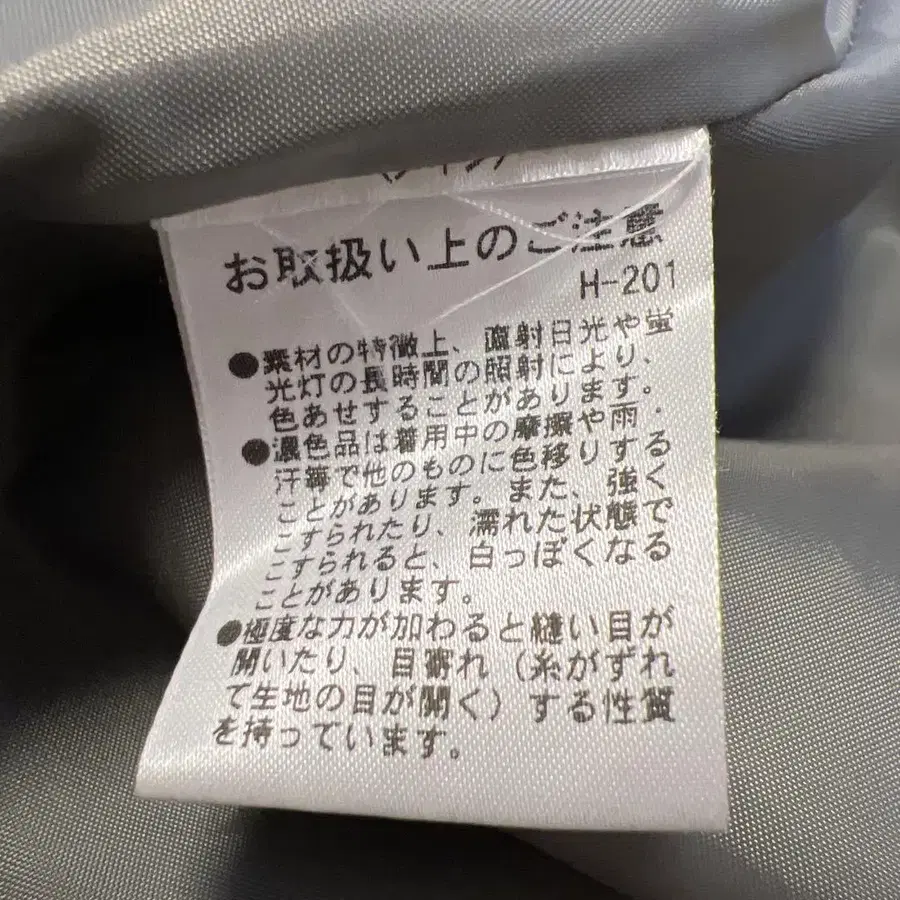 お取扱い上のご注意
H-201
●素材の特徴上、直射日光や蛍
光灯の長時間の照射により、
色あせすることがあります。
●濃色品は着用中の摩擦や雨・
汗等で他のものに色移りする
ことがあります。また、強く
こすられたり、濡れた状態で
こすられると、白っぽくなる
ことがあります。
●極度な力が加わると縫い目が
開いたり、目寄れ（糸がずれ
て生地の目が開く）する性質
を持っています。